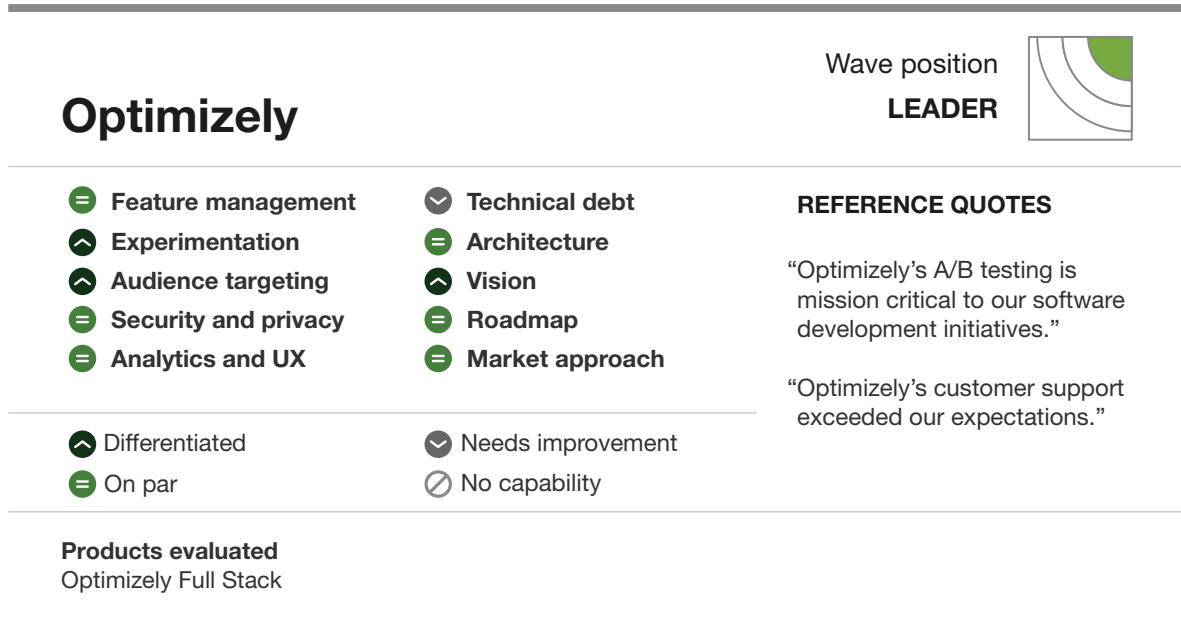 Optimizely
Wave position
LEADER
Feature management
Experimentation
Audience targeting
Security and privacy
Analytics and UX
Technical debt
Architecture
Vision
Roadmap
Market approach
Differentiated
On par
Needs improvement
No capability
REFERENCE QUOTES
“Optimizely’s A/B testing is
mission critical to our software
development initiatives.”
“Optimizely’s customer support
exceeded our expectations.”
Products evaluated
Optimizely Full Stack